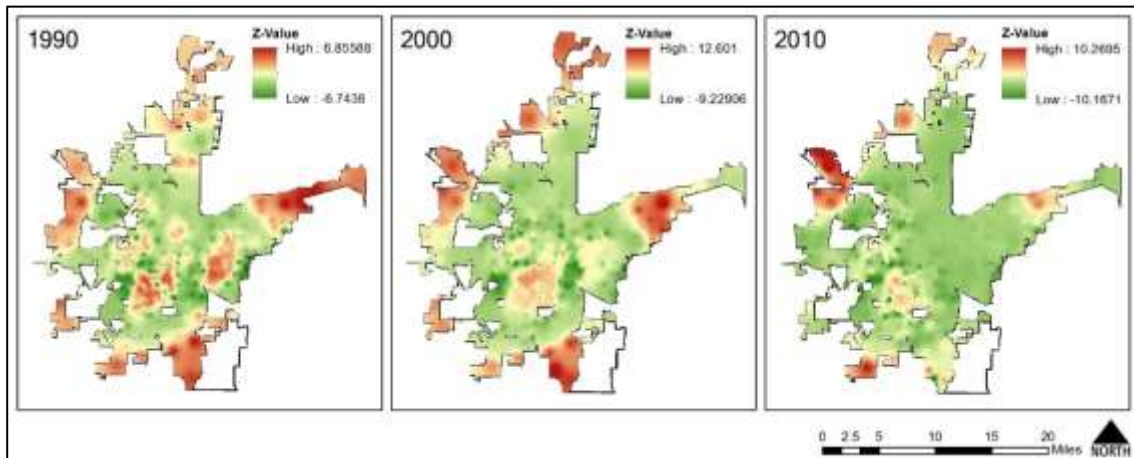 1990
Z-Value
High : 6.85588
Low : -6.7436
2000
Z-Value
High : 12.601
Low : -9.22906
2010
Z-Value
High : 10.2695
Low : -10.1671
0 2.5 5 10 15 20
Miles
NORTH